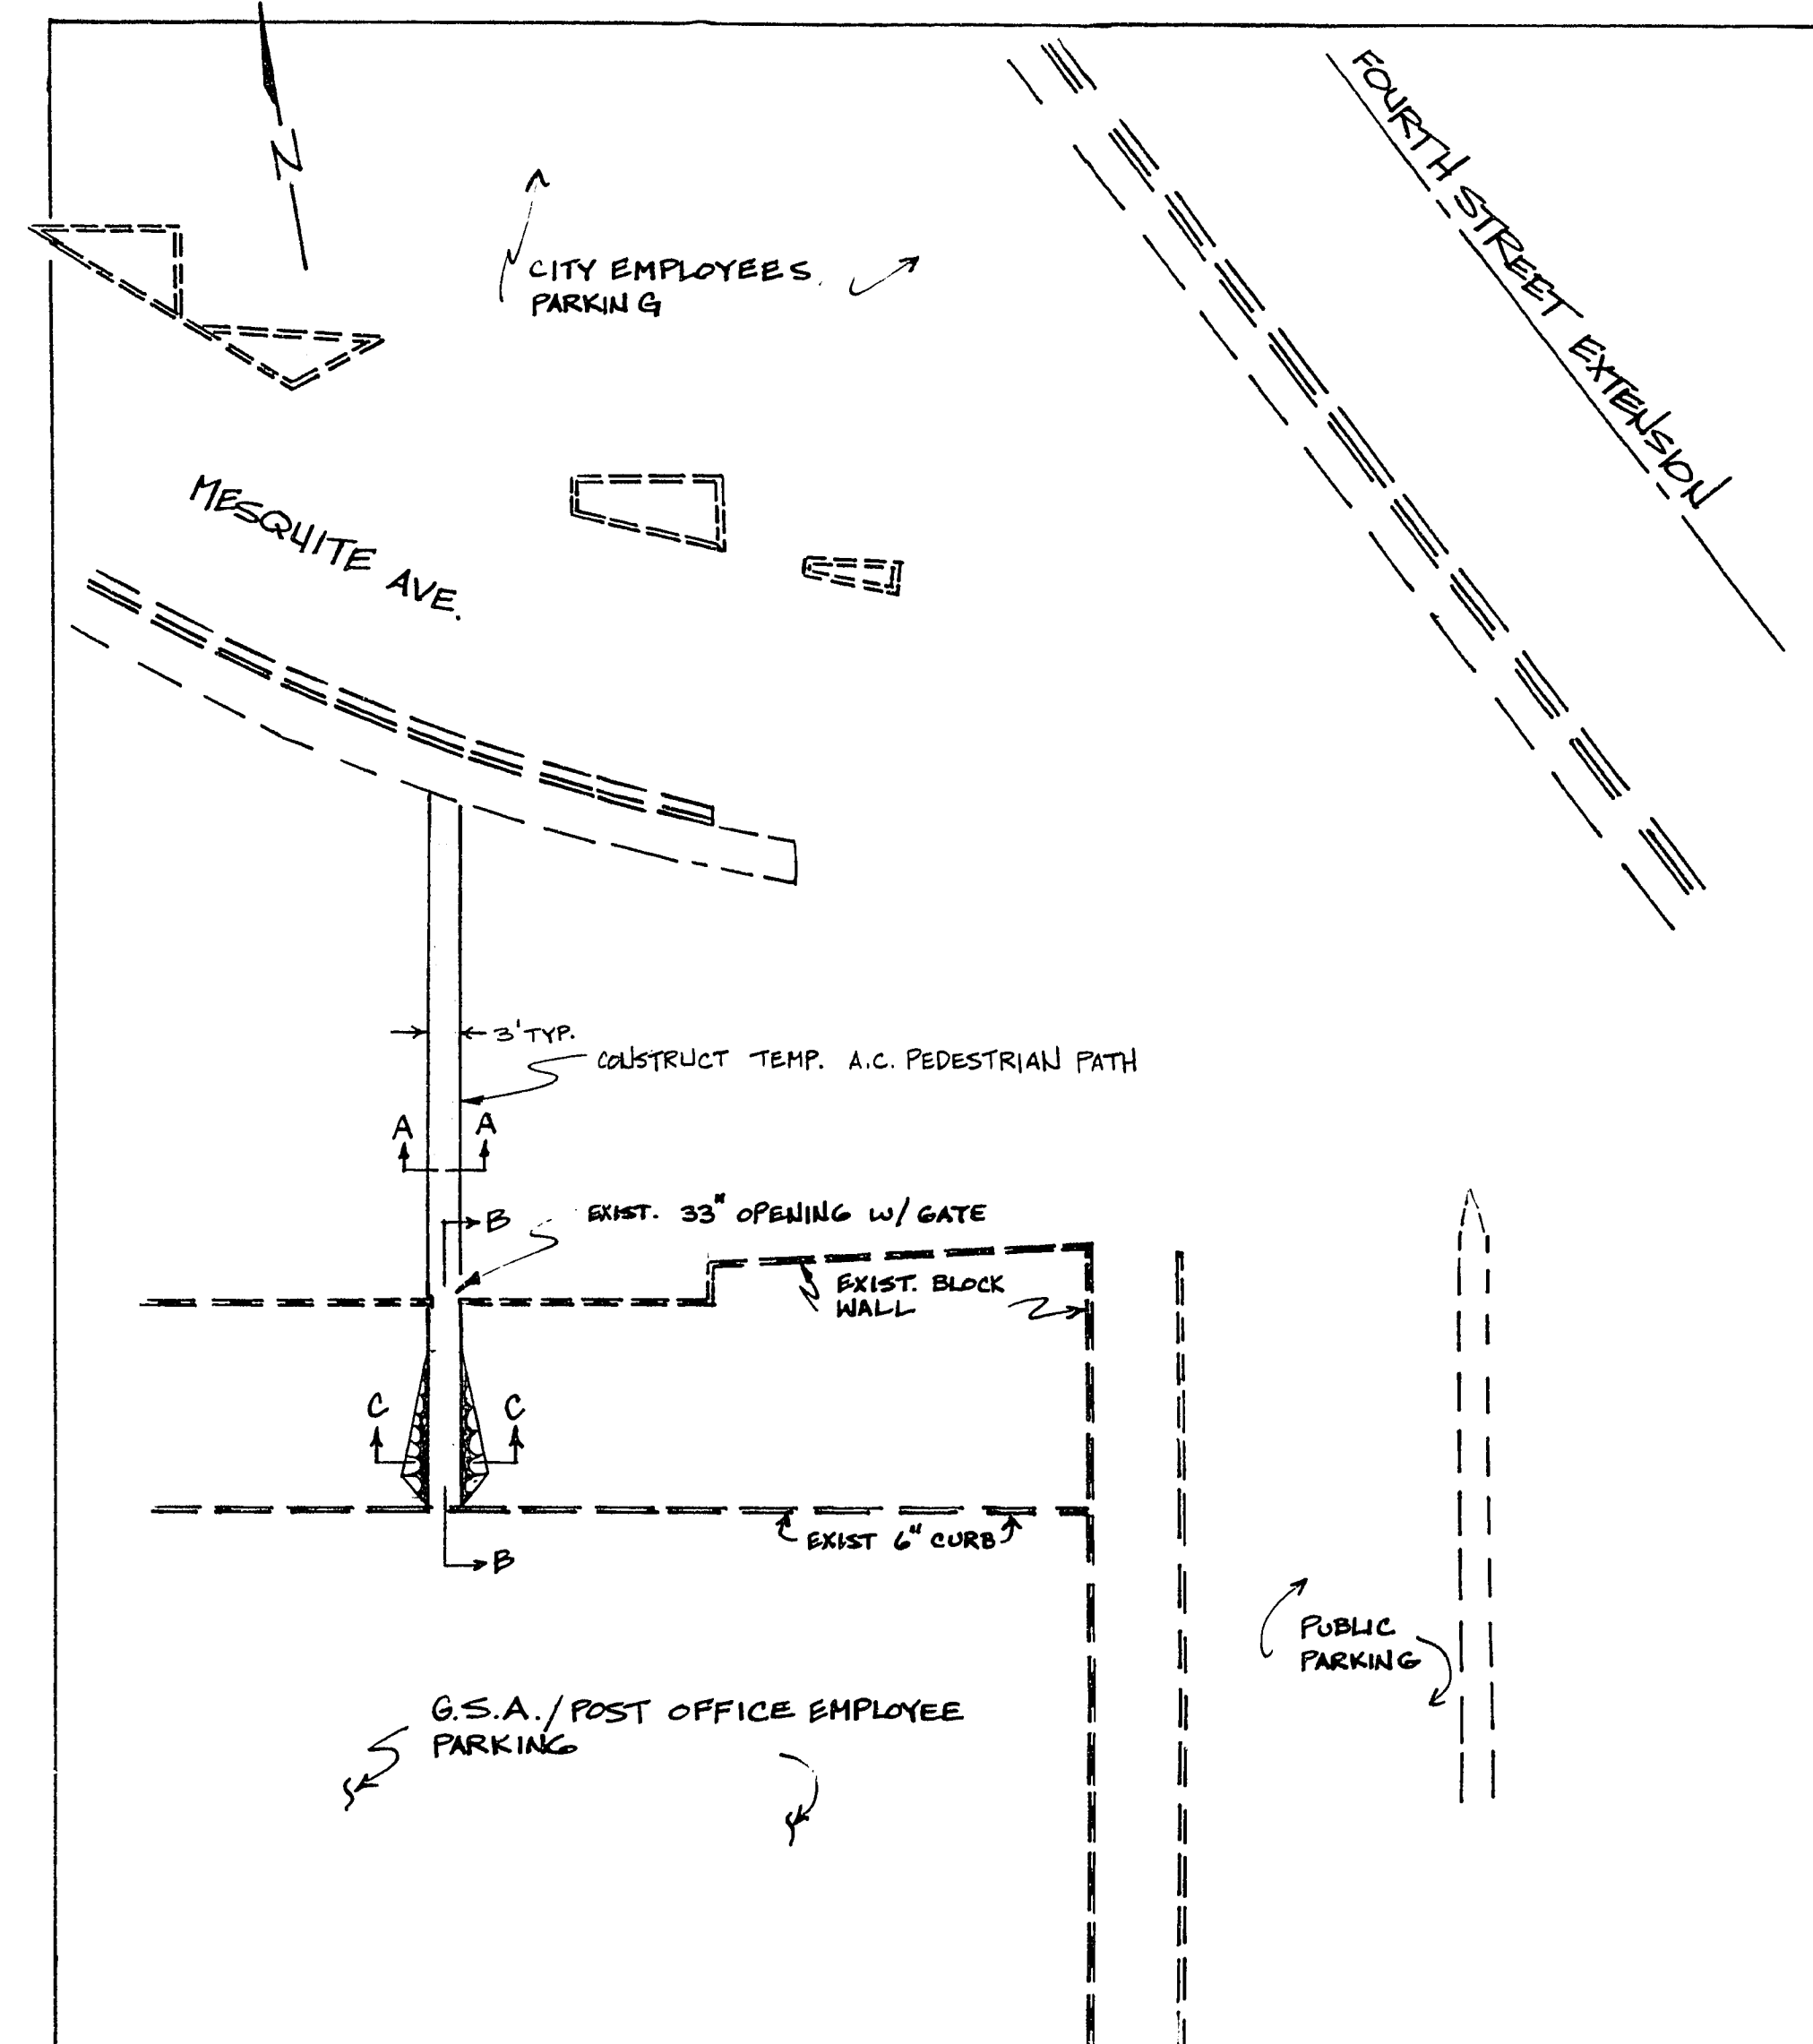 N
FOURTH STREET EXTENSION
CITY EMPLOYEES
PARKING
MESQUITE AVE.
3' TYP.
CONSTRUCT TEMP. A.C. PEDESTRIAN PATH
A A
B
EXIST. 33" OPENING W/ GATE
EXIST. BLOCK
WALL
C C
EXIST 6" CURB
B
PUBLIC
PARKING
G.S.A./POST OFFICE EMPLOYEE
PARKING